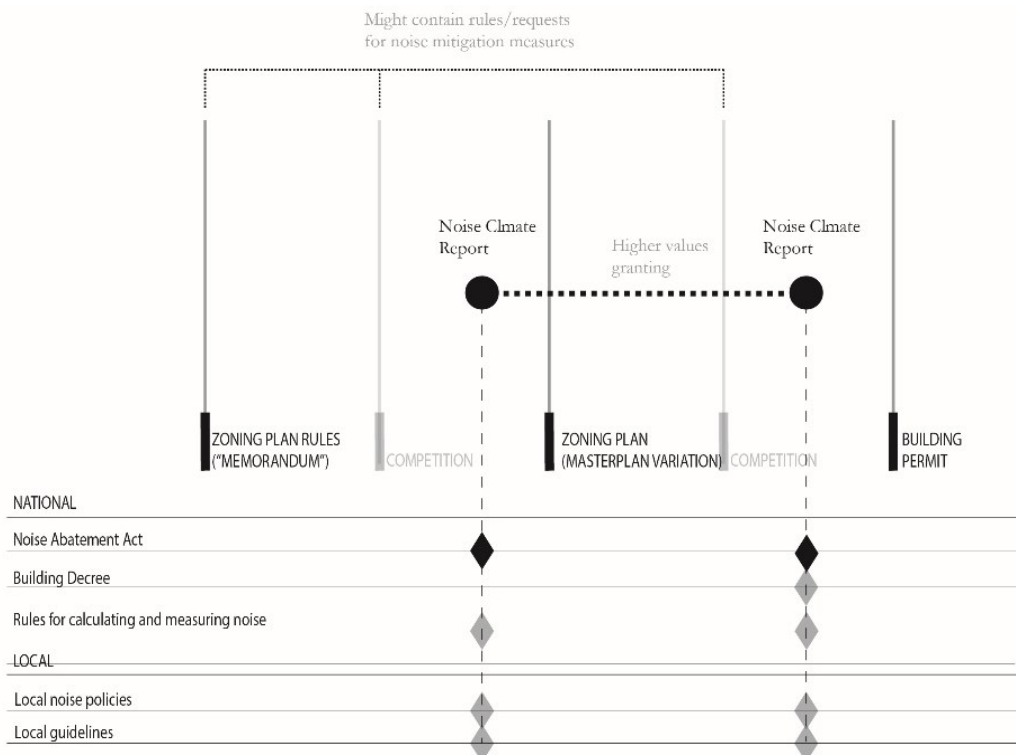 Might contain rules/requests
for noise mitigation measures
Noise Clmate
Report
Higher values
granting
Noise Clmate
Report
ZONING PLAN RULES
("MEMORANDUM")
COMPETITION
ZONING PLAN
(MASTERPLAN VARIATION)
COMPETITION
BUILDING
PERMIT
NATIONAL
Noise Abatement Act
Building Decree
Rules for calculating and measuring noise
LOCAL
Local noise policies
Local guidelines